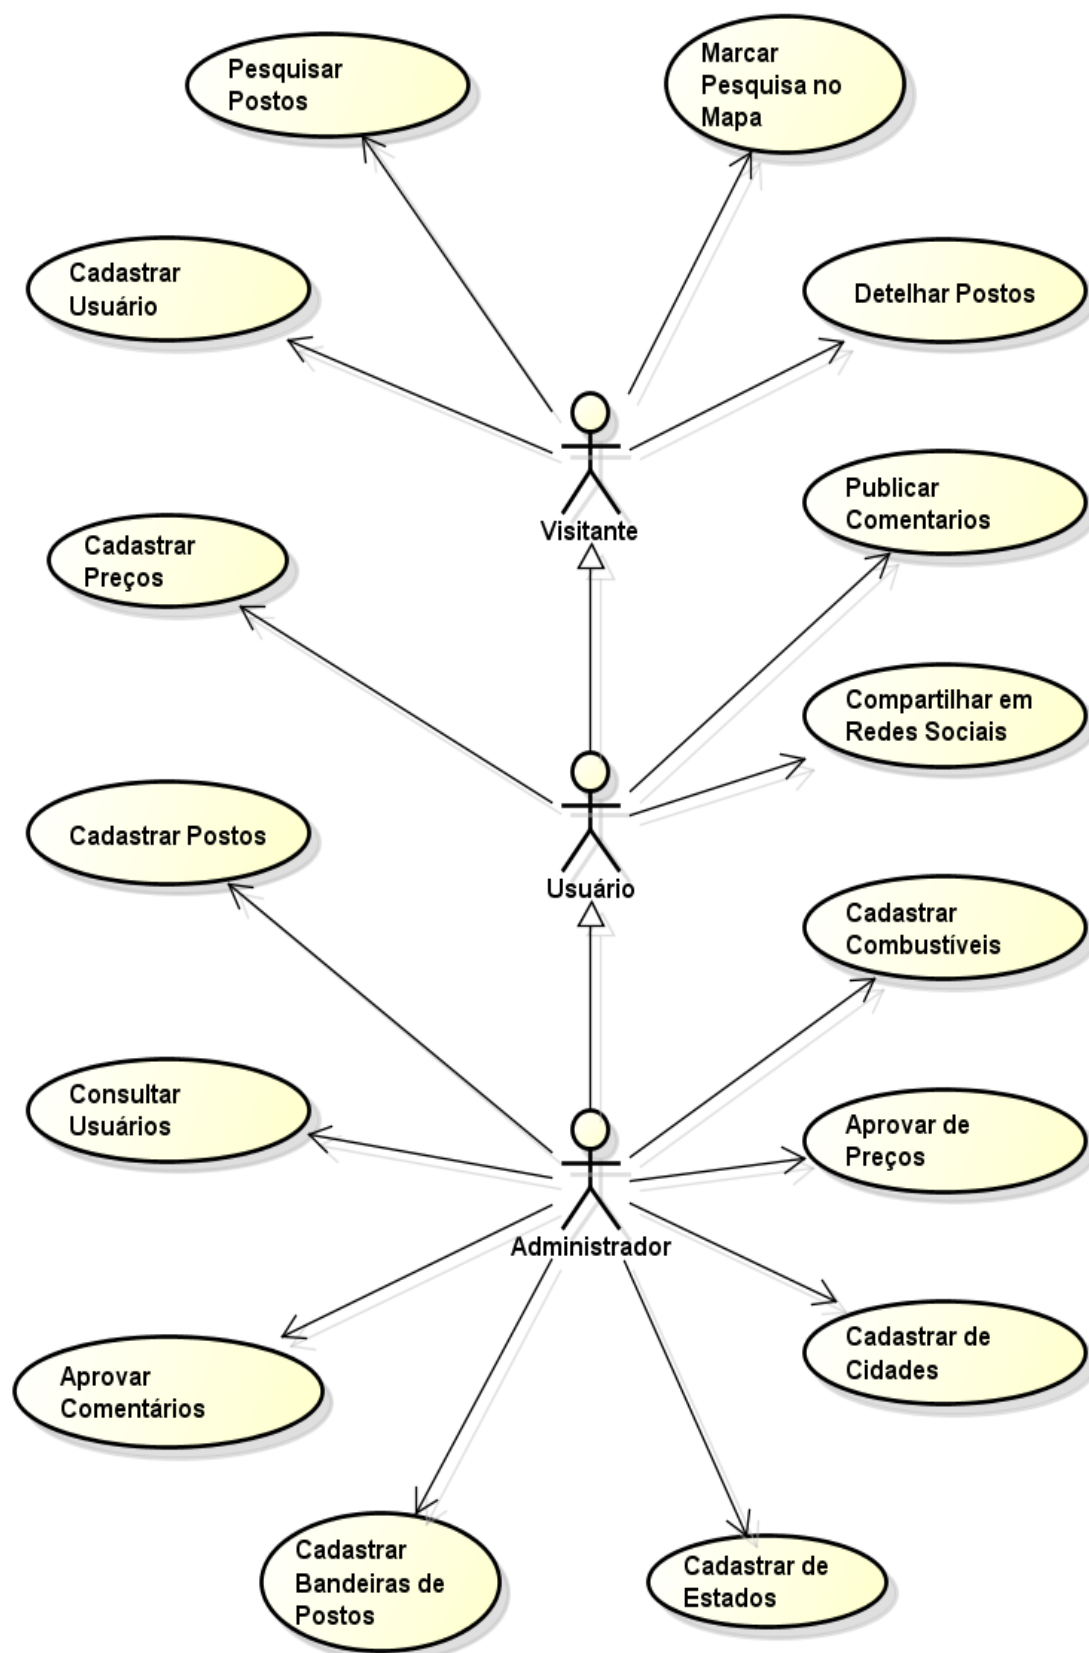 Pesquisar
Postos
Marcar
Pesquisa no
Mapa
Cadastrar
Usuário
Detelhar Postos
Visitante
Publicar
Comentarios
Cadastrar
Preços
Compartilhar em
Redes Sociais
Cadastrar Postos
Usuário
Cadastrar
Combustíveis
Consultar
Usuários
Aprovar de
Preços
Administrador
Cadastrar de
Cidades
Aprovar
Comentários
Cadastrar
Bandeiras de
Postos
Cadastrar de
Estados